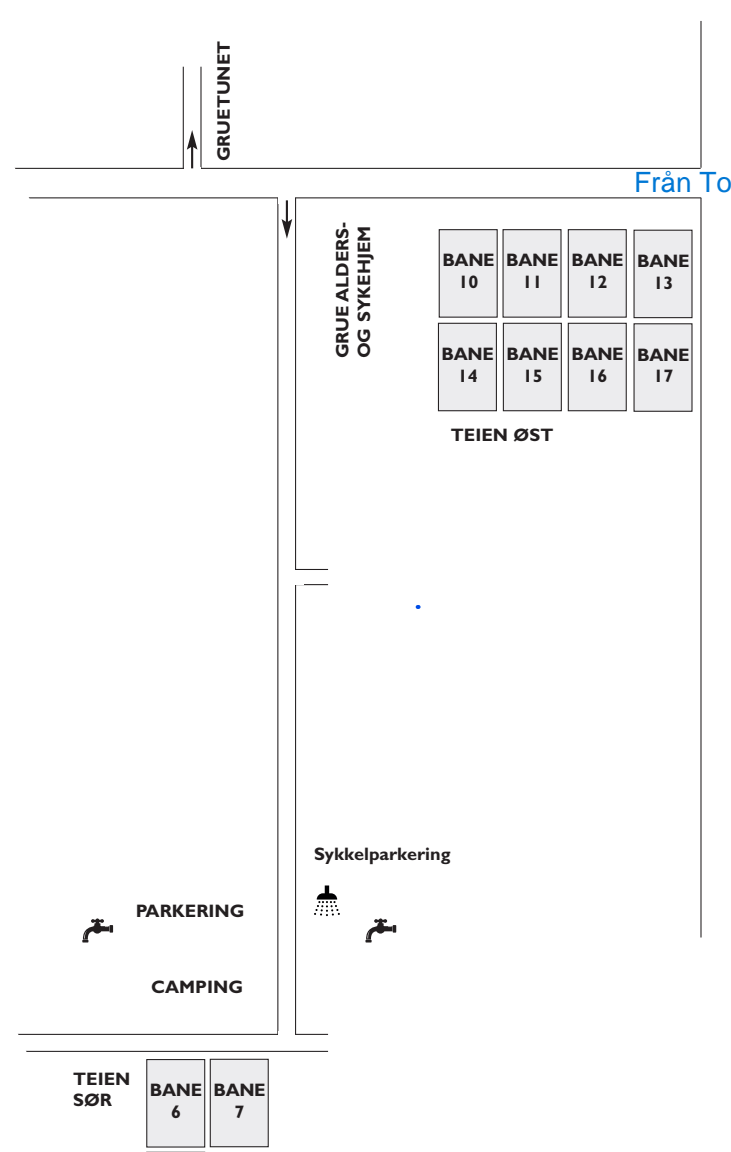 GRUETUNET
Från To
GRUE ALDERS-
OG SYKEHJEM
BANE
10
BANE
11
BANE
12
BANE
13
BANE
14
BANE
15
BANE
16
BANE
17
TEIEN ØST
Sykkelparkering
PARKERING
CAMPING
TEIEN
SØR
BANE
6
BANE
7